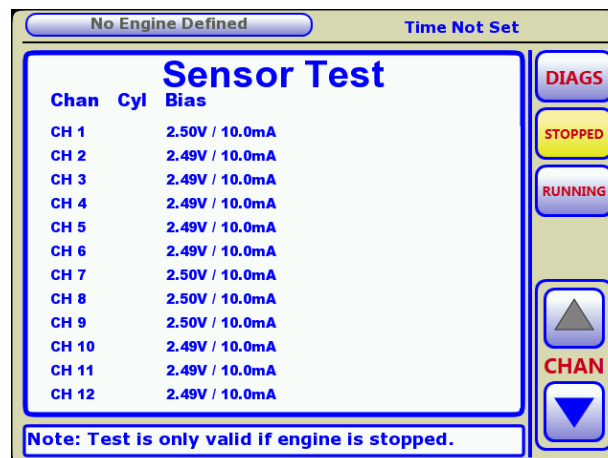 No Engine Defined
Time Not Set
Sensor Test
Chan Cyl Bias
CH 1 2.50V / 10.0mA
CH 2 2.49V / 10.0mA
CH 3 2.49V / 10.0mA
CH 4 2.49V / 10.0mA
CH 5 2.49V / 10.0mA
CH 6 2.49V / 10.0mA
CH 7 2.50V / 10.0mA
CH 8 2.50V / 10.0mA
CH 9 2.50V / 10.0mA
CH 10 2.49V / 10.0mA
CH 11 2.49V / 10.0mA
CH 12 2.49V / 10.0mA
Note: Test is only valid if engine is stopped.
DIAGS
STOPPED
RUNNING
CHAN